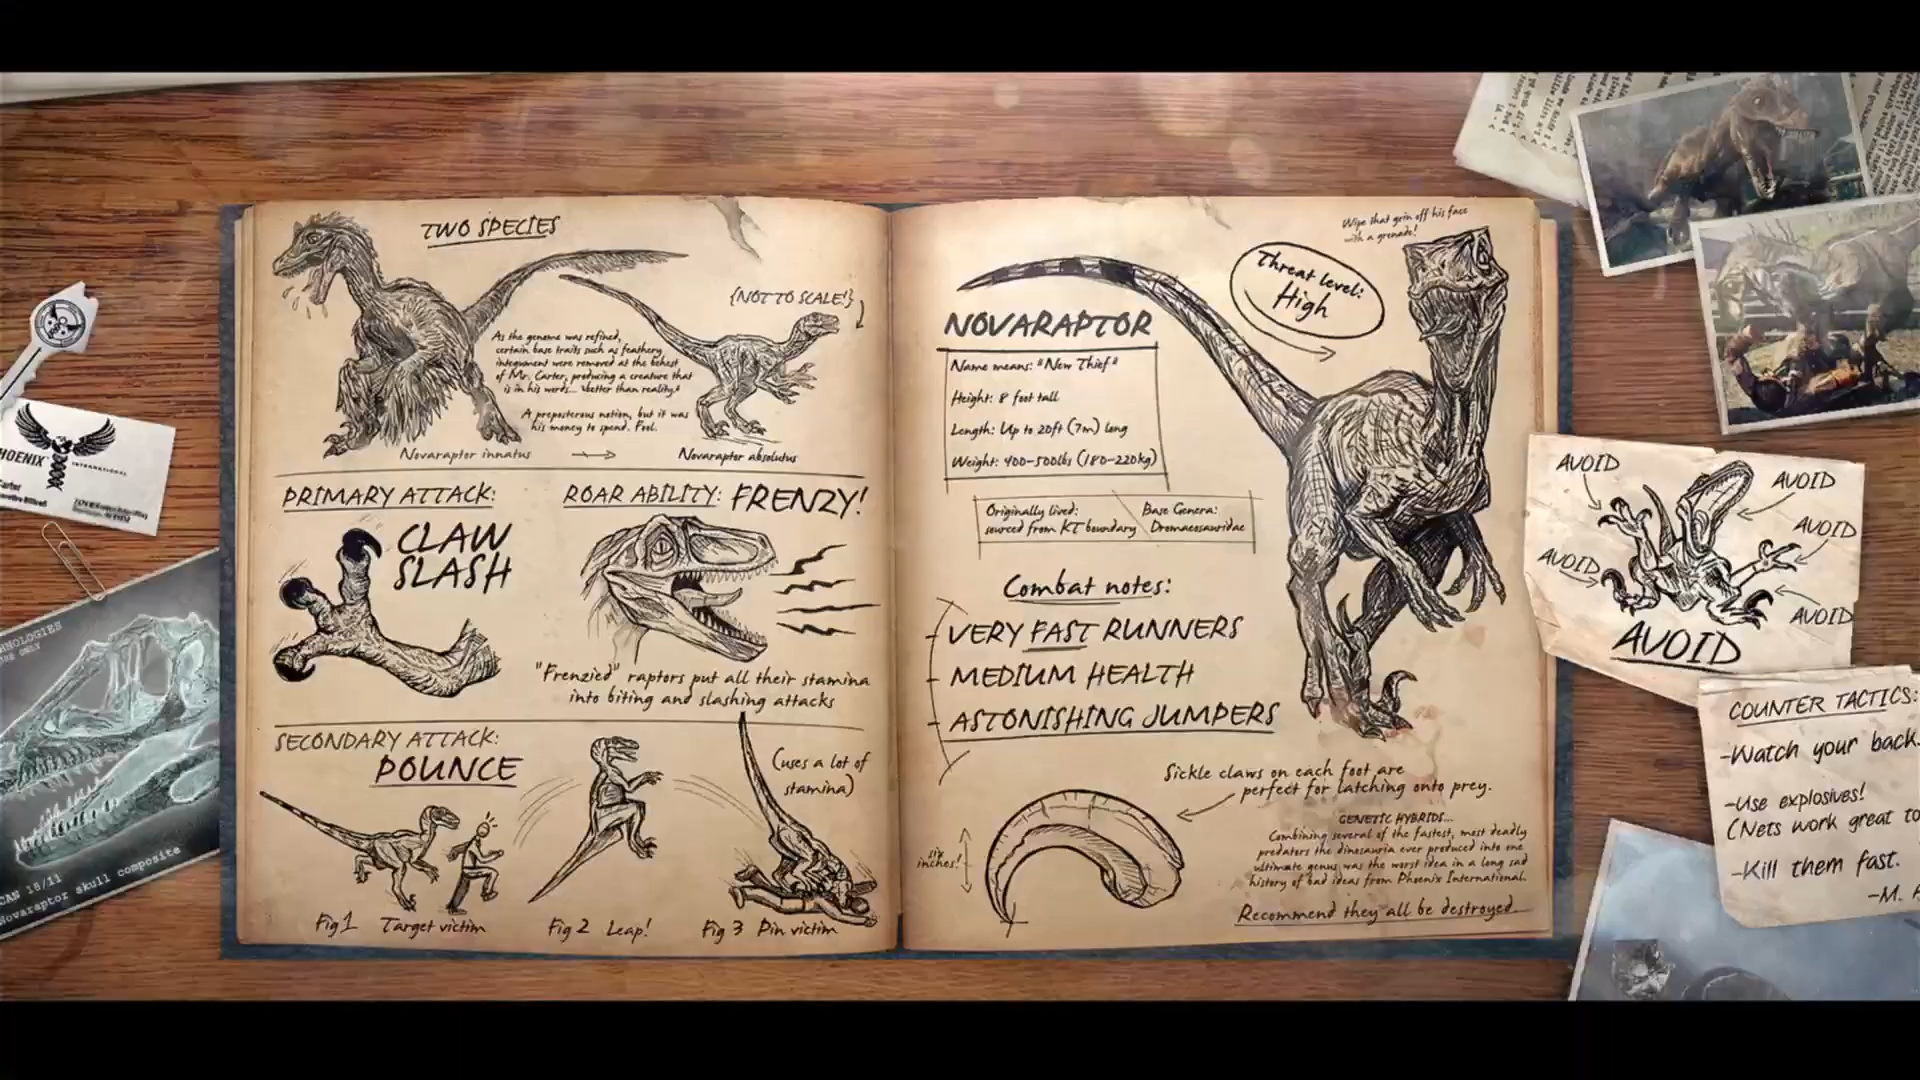 TWO SPECIES
{NOT TO SCALE!}
As the genome was refined,
certain base traits such as feathery
integument were removed at the behest
of Mr. Carter, producing a creature that
is in his words... "better than reality."
A preposterous notion, but it was
his money to spend. Fool.
Novaraptor innatus
Novaraptor absolutus
PRIMARY ATTACK:
CLAW
SLASH
ROAR ABILITY: FRENZY!
"Frenzied" raptors put all their stamina
into biting and slashing attacks
SECONDARY ATTACK:
POUNCE
(uses a lot of
stamina)
Fig 1 Target victim
Fig 2 Leap!
Fig 3 Pin victim
Wipe that grin off his face
with a grenade!
Threat level:
High
NOVARAPTOR
Name means: "New Thief"
Height: 8 foot tall
Length: Up to 20ft (7m) long
Weight: 400-500lbs (180-220kg)
Originally lived:
sourced from KT boundary
Base Genera:
Dromaeosauridae
Combat notes:
VERY FAST RUNNERS
MEDIUM HEALTH
ASTONISHING JUMPERS
Sickle claws on each foot are
perfect for latching onto prey.
six
inches!
GENETIC HYBRIDS...
Combining several of the fastest, most deadly
predators the dinosauria ever produced into one
ultimate genus was the worst idea in a long sad
history of bad ideas from Phoenix International.
Recommend they all be destroyed.
HOENIX INTERNATIONAL
Carter
HNOLOGIES
SE ONLY
CAN 18/11
Novaraptor skull composite
AVOID
AVOID
AVOID
AVOID
AVOID
AVOID
COUNTER TACTICS:
-Watch your back.
-Use explosives!
(Nets work great to
-Kill them fast.
-M. A